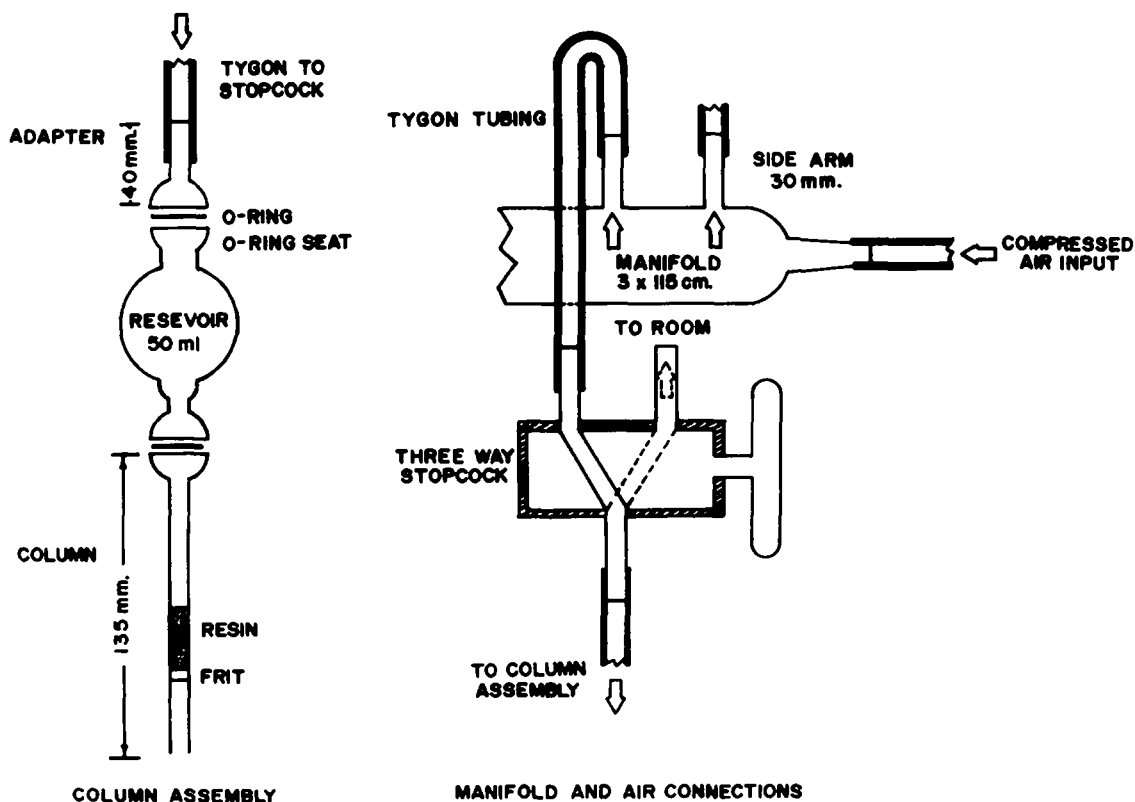 TYGON TO
STOPCOCK
ADAPTER
40mm.
O-RING
O-RING SEAT
RESEVOIR
50 ml
COLUMN
135 mm.
RESIN
FRIT
COLUMN ASSEMBLY
TYGON TUBING
SIDE ARM
30 mm.
MANIFOLD
3 x 115 cm.
COMPRESSED
AIR INPUT
TO ROOM
THREE WAY
STOPCOCK
TO COLUMN
ASSEMBLY
MANIFOLD AND AIR CONNECTIONS